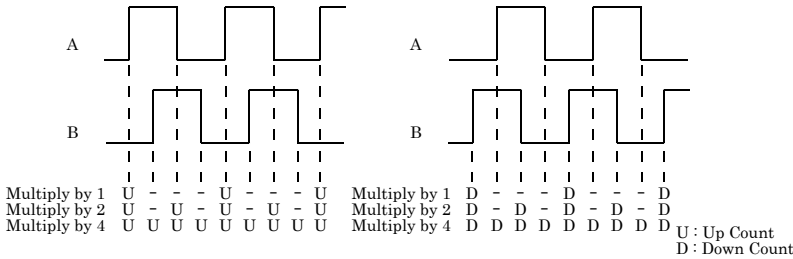 A
A
B
B
Multiply by 1 U - - - U - - - U
Multiply by 2 U - U - U - U - U
Multiply by 4 U U U U U U U U U
Multiply by 1 D - - - D - - - D
Multiply by 2 D - D - D - D - D
Multiply by 4 D D D D D D D D D
U : Up Count
D : Down Count